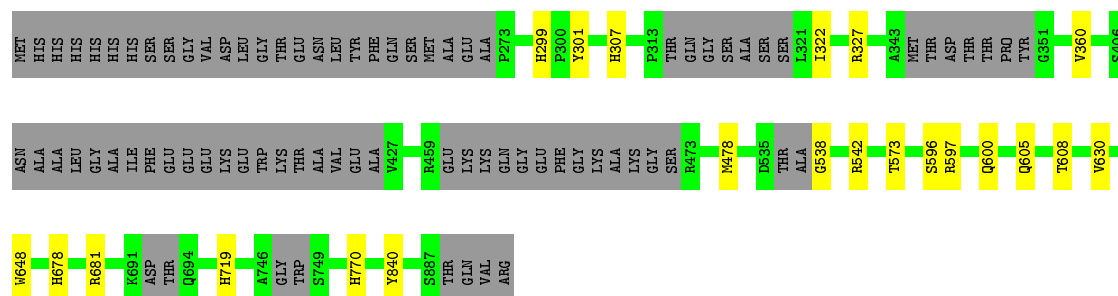 MET HIS HIS HIS HIS HIS HIS SER SER GLY VAL ASP LEU GLY THR GLU ASN LEU TYR PHE GLN SER MET ALA GLU ALA P273 H299 P300 Y301 H307 P313 THR GLN GLY SER ALA SER SER L321 I322 R327 A343 MET THR ASP THR THR PRO TYR G351 V360 S406
ASN ALA ALA LEU GLY ALA ILE PHE GLU GLU GLU LYS GLU TRP LYS THR ALA VAL GLU ALA V427 R459 GLU LYS LYS GLN GLY GLU PHE GLY LYS ALA LYS GLY SER R473 M478 D535 THR ALA G538 R542 T573 S596 R597 Q600 Q605 T608 V630
W648 H678 R681 K691 ASP THR Q694 H719 A746 GLY TRP S749 H770 Y840 S887 THR GLN VAL ARG